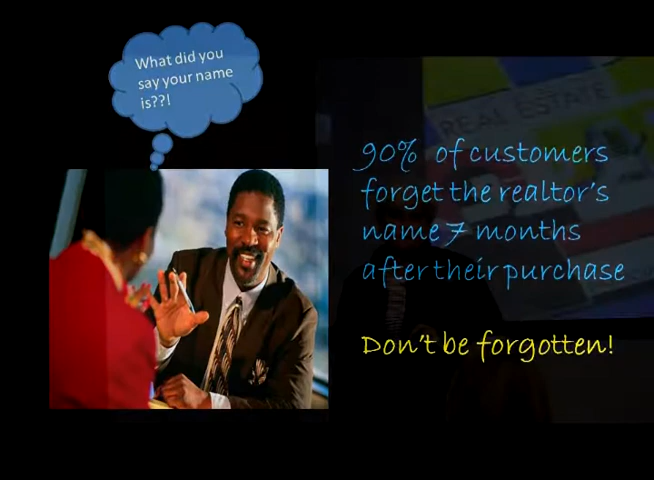 What did you
say your name
is??!
REAL ESTATE
90% of customers
forget the realtor's
name 7 months
after their purchase
Don't be forgotten!